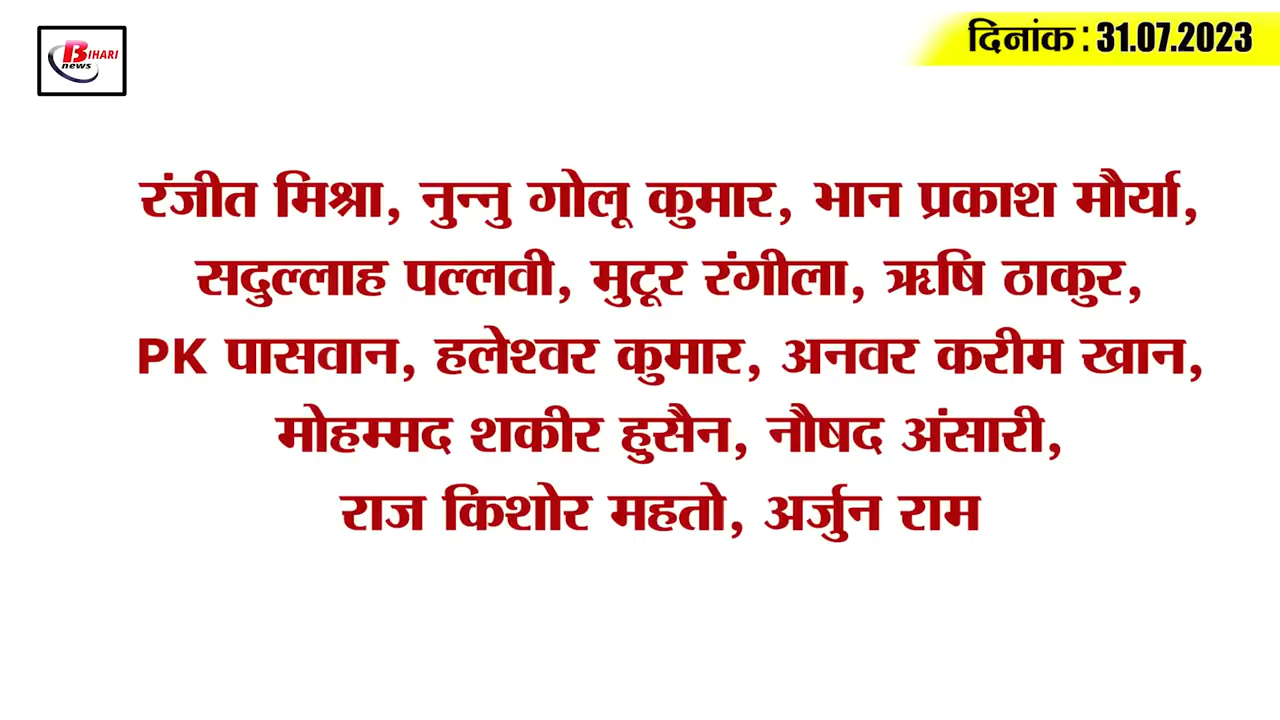 BIHARI
news
दिनांक : 31.07.2023
रंजीत मिश्रा, नुन्नु गोलू कुमार, भान प्रकाश मौर्या,
सदुल्लाह पल्लवी, मुटूर रंगीला, ऋषि ठाकुर,
PK पासवान, हलेश्वर कुमार, अनवर करीम खान,
मोहम्मद शकीर हुसैन, नौषद अंसारी,
राज किशोर महतो, अर्जुन राम